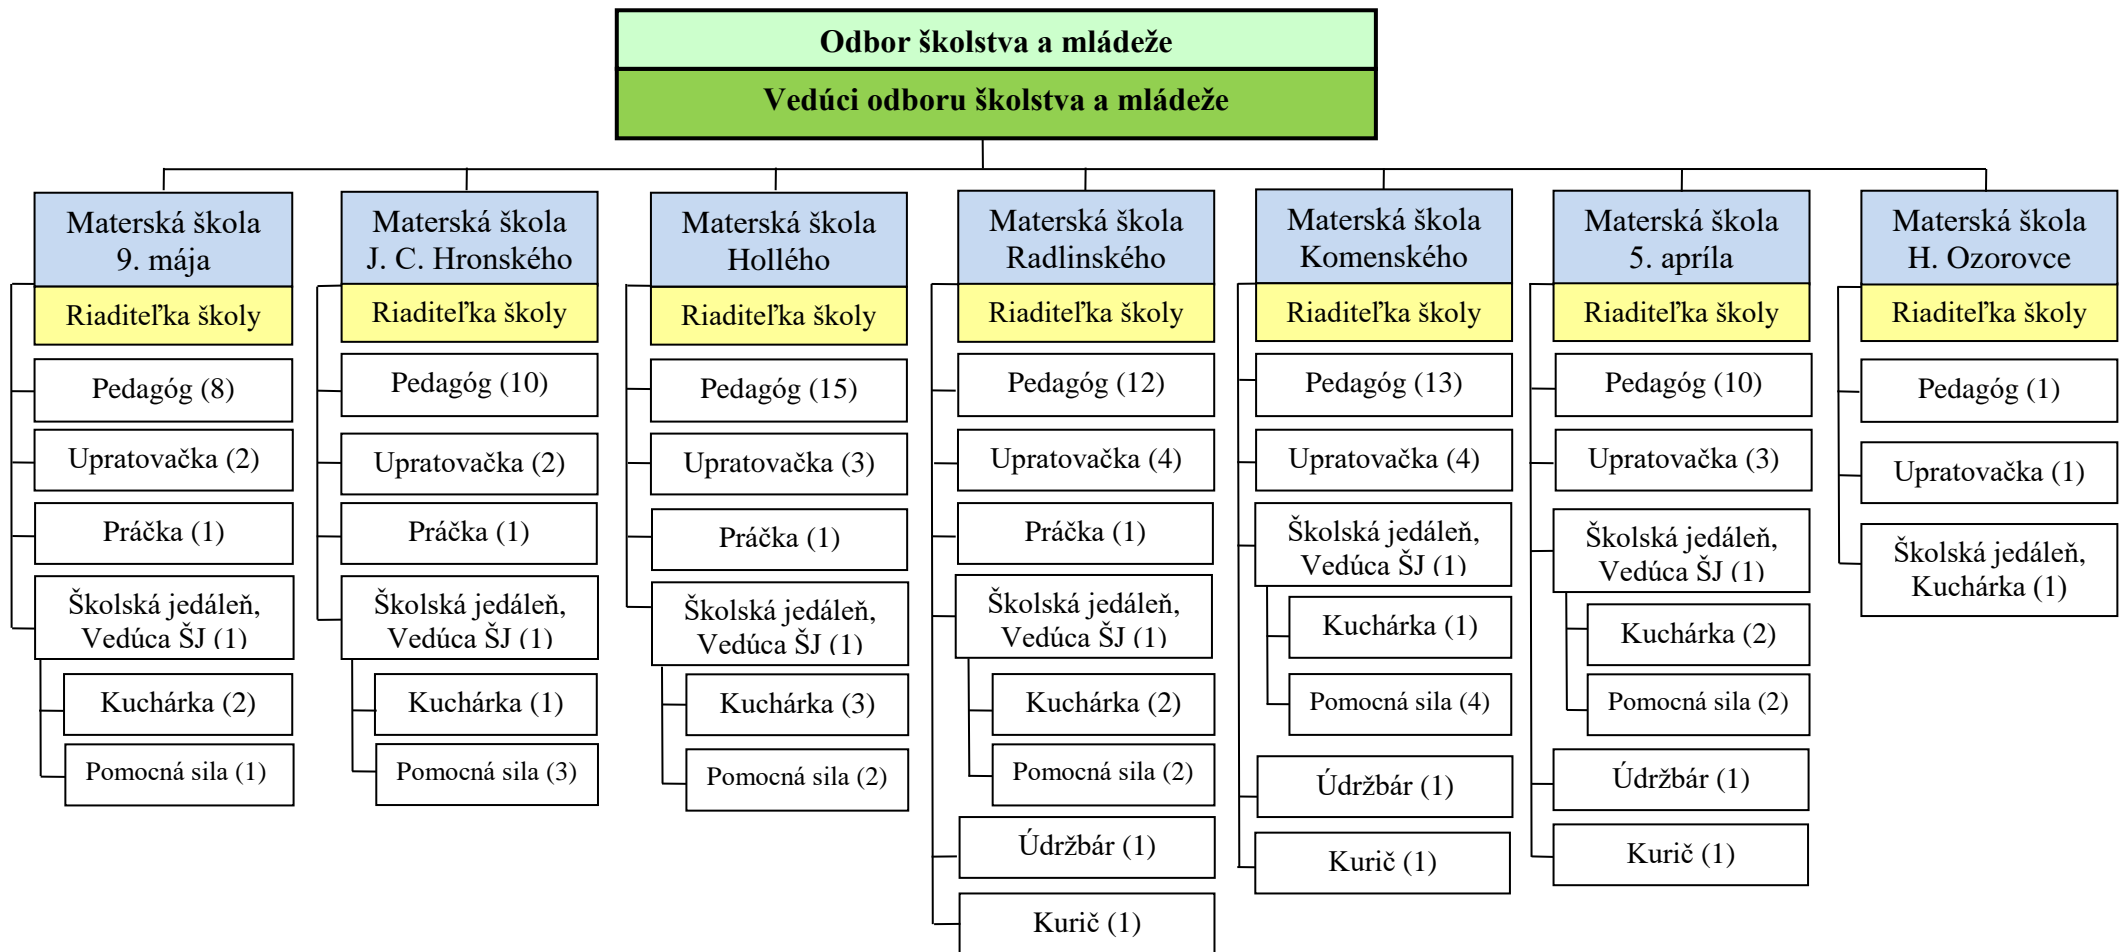 Odbor školstva a mládeže
Vedúci odboru školstva a mládeže
Materská škola
9. mája
Riaditeľka školy
Pedagóg (8)
Upratovačka (2)
Práčka (1)
Školská jedáleň,
Vedúca ŠJ (1)
Kuchárka (2)
Pomocná sila (1)
Materská škola
J. C. Hronského
Riaditeľka školy
Pedagóg (10)
Upratovačka (2)
Práčka (1)
Školská jedáleň,
Vedúca ŠJ (1)
Kuchárka (1)
Pomocná sila (3)
Materská škola
Hollého
Riaditeľka školy
Pedagóg (15)
Upratovačka (3)
Práčka (1)
Školská jedáleň,
Vedúca ŠJ (1)
Kuchárka (3)
Pomocná sila (2)
Materská škola
Radlinského
Riaditeľka školy
Pedagóg (12)
Upratovačka (4)
Práčka (1)
Školská jedáleň,
Vedúca ŠJ (1)
Kuchárka (2)
Pomocná sila (2)
Údržbár (1)
Kurič (1)
Materská škola
Komenského
Riaditeľka školy
Pedagóg (13)
Upratovačka (4)
Školská jedáleň,
Vedúca ŠJ (1)
Kuchárka (1)
Pomocná sila (4)
Údržbár (1)
Kurič (1)
Materská škola
5. apríla
Riaditeľka školy
Pedagóg (10)
Upratovačka (3)
Školská jedáleň,
Vedúca ŠJ (1)
Kuchárka (2)
Pomocná sila (2)
Údržbár (1)
Kurič (1)
Materská škola
H. Ozorovce
Riaditeľka školy
Pedagóg (1)
Upratovačka (1)
Školská jedáleň,
Kuchárka (1)